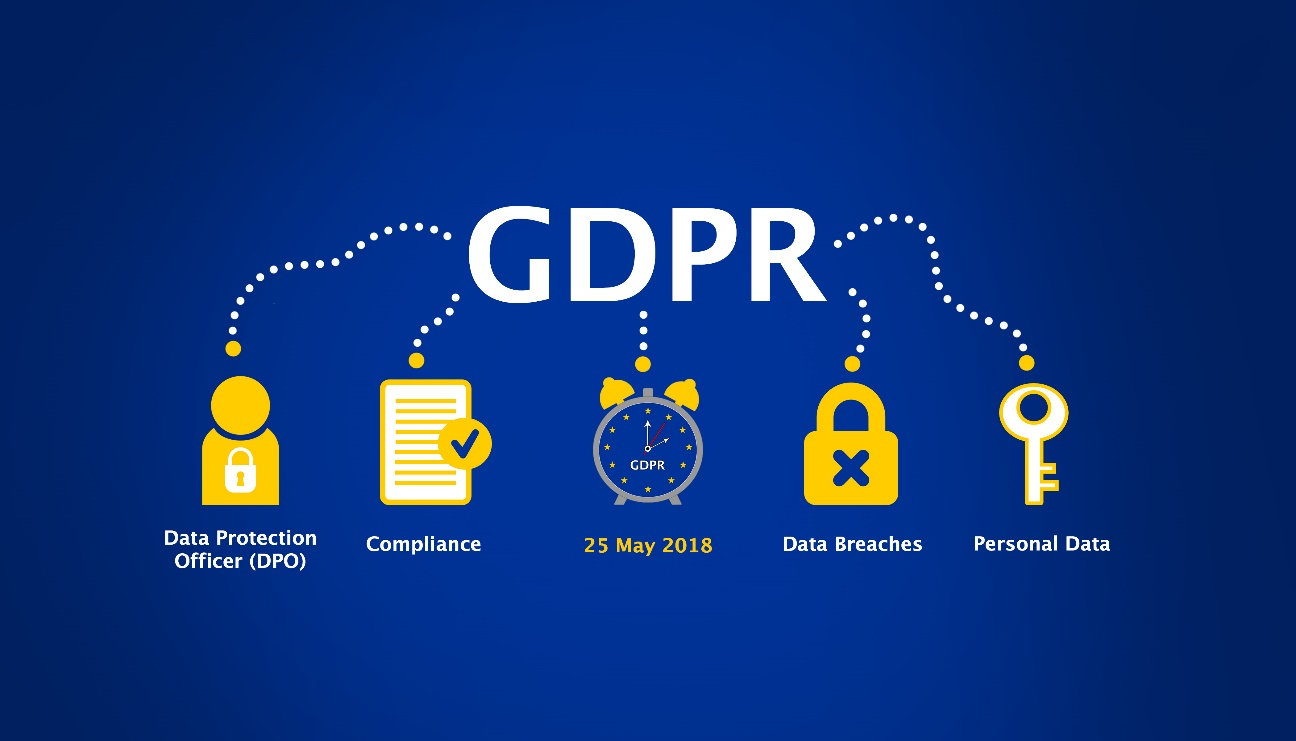 GDPR
GDPR
Data Protection
Officer (DPO)
Compliance
25 May 2018
Data Breaches
Personal Data